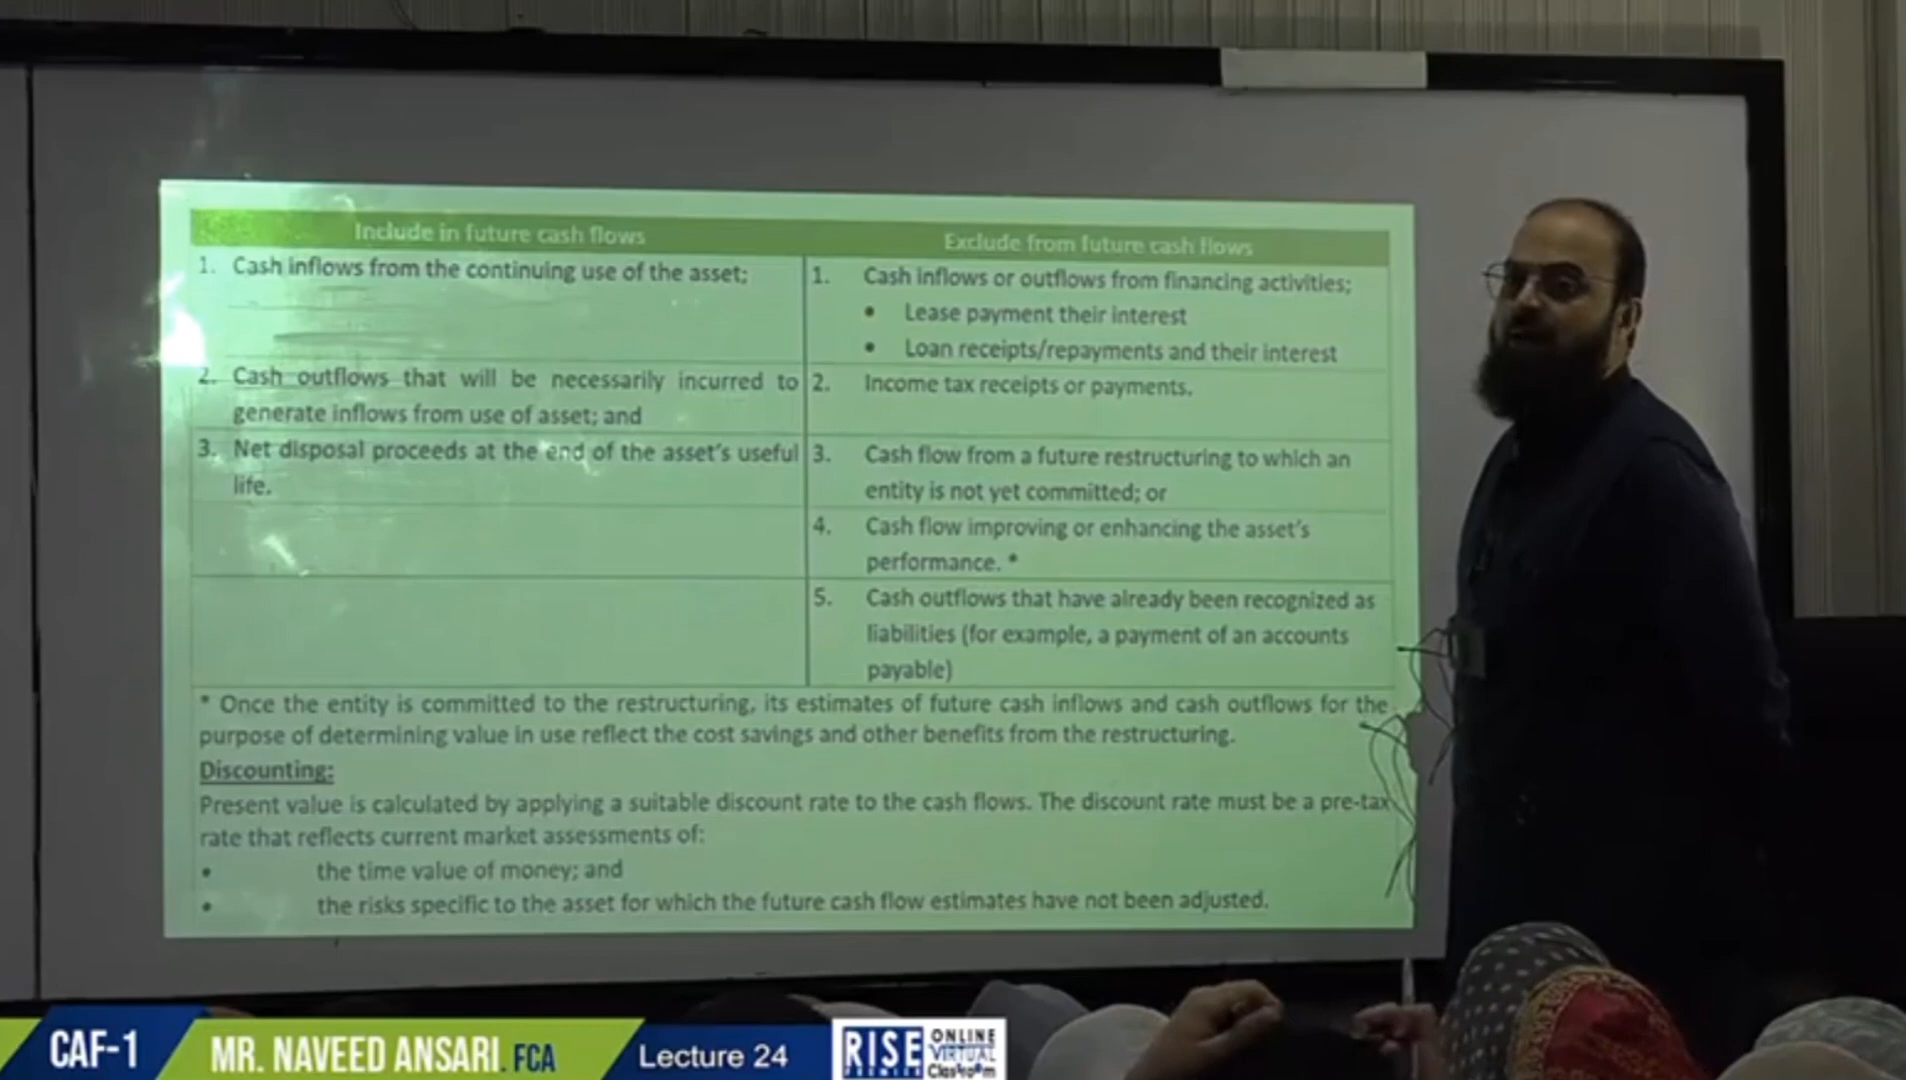 Include in future cash flows
Exclude from future cash flows
1. Cash inflows from the continuing use of the asset;
1. Cash inflows or outflows from financing activities;
• Lease payment their interest
• Loan receipts/repayments and their interest
2. Cash outflows that will be necessarily incurred to
generate inflows from use of asset; and
2. Income tax receipts or payments.
3. Net disposal proceeds at the end of the asset's useful
life.
3. Cash flow from a future restructuring to which an
entity is not yet committed; or
4. Cash flow improving or enhancing the asset's
performance. *
5. Cash outflows that have already been recognized as
liabilities (for example, a payment of an accounts
payable)
* Once the entity is committed to the restructuring, its estimates of future cash inflows and cash outflows for the
purpose of determining value in use reflect the cost savings and other benefits from the restructuring.
Discounting:
Present value is calculated by applying a suitable discount rate to the cash flows. The discount rate must be a pre-tax
rate that reflects current market assessments of:
• the time value of money; and
• the risks specific to the asset for which the future cash flow estimates have not been adjusted.
CAF-1
MR. NAVEED ANSARI. FCA
Lecture 24
RISE
ONLINE
VIRTUAL
Classroom